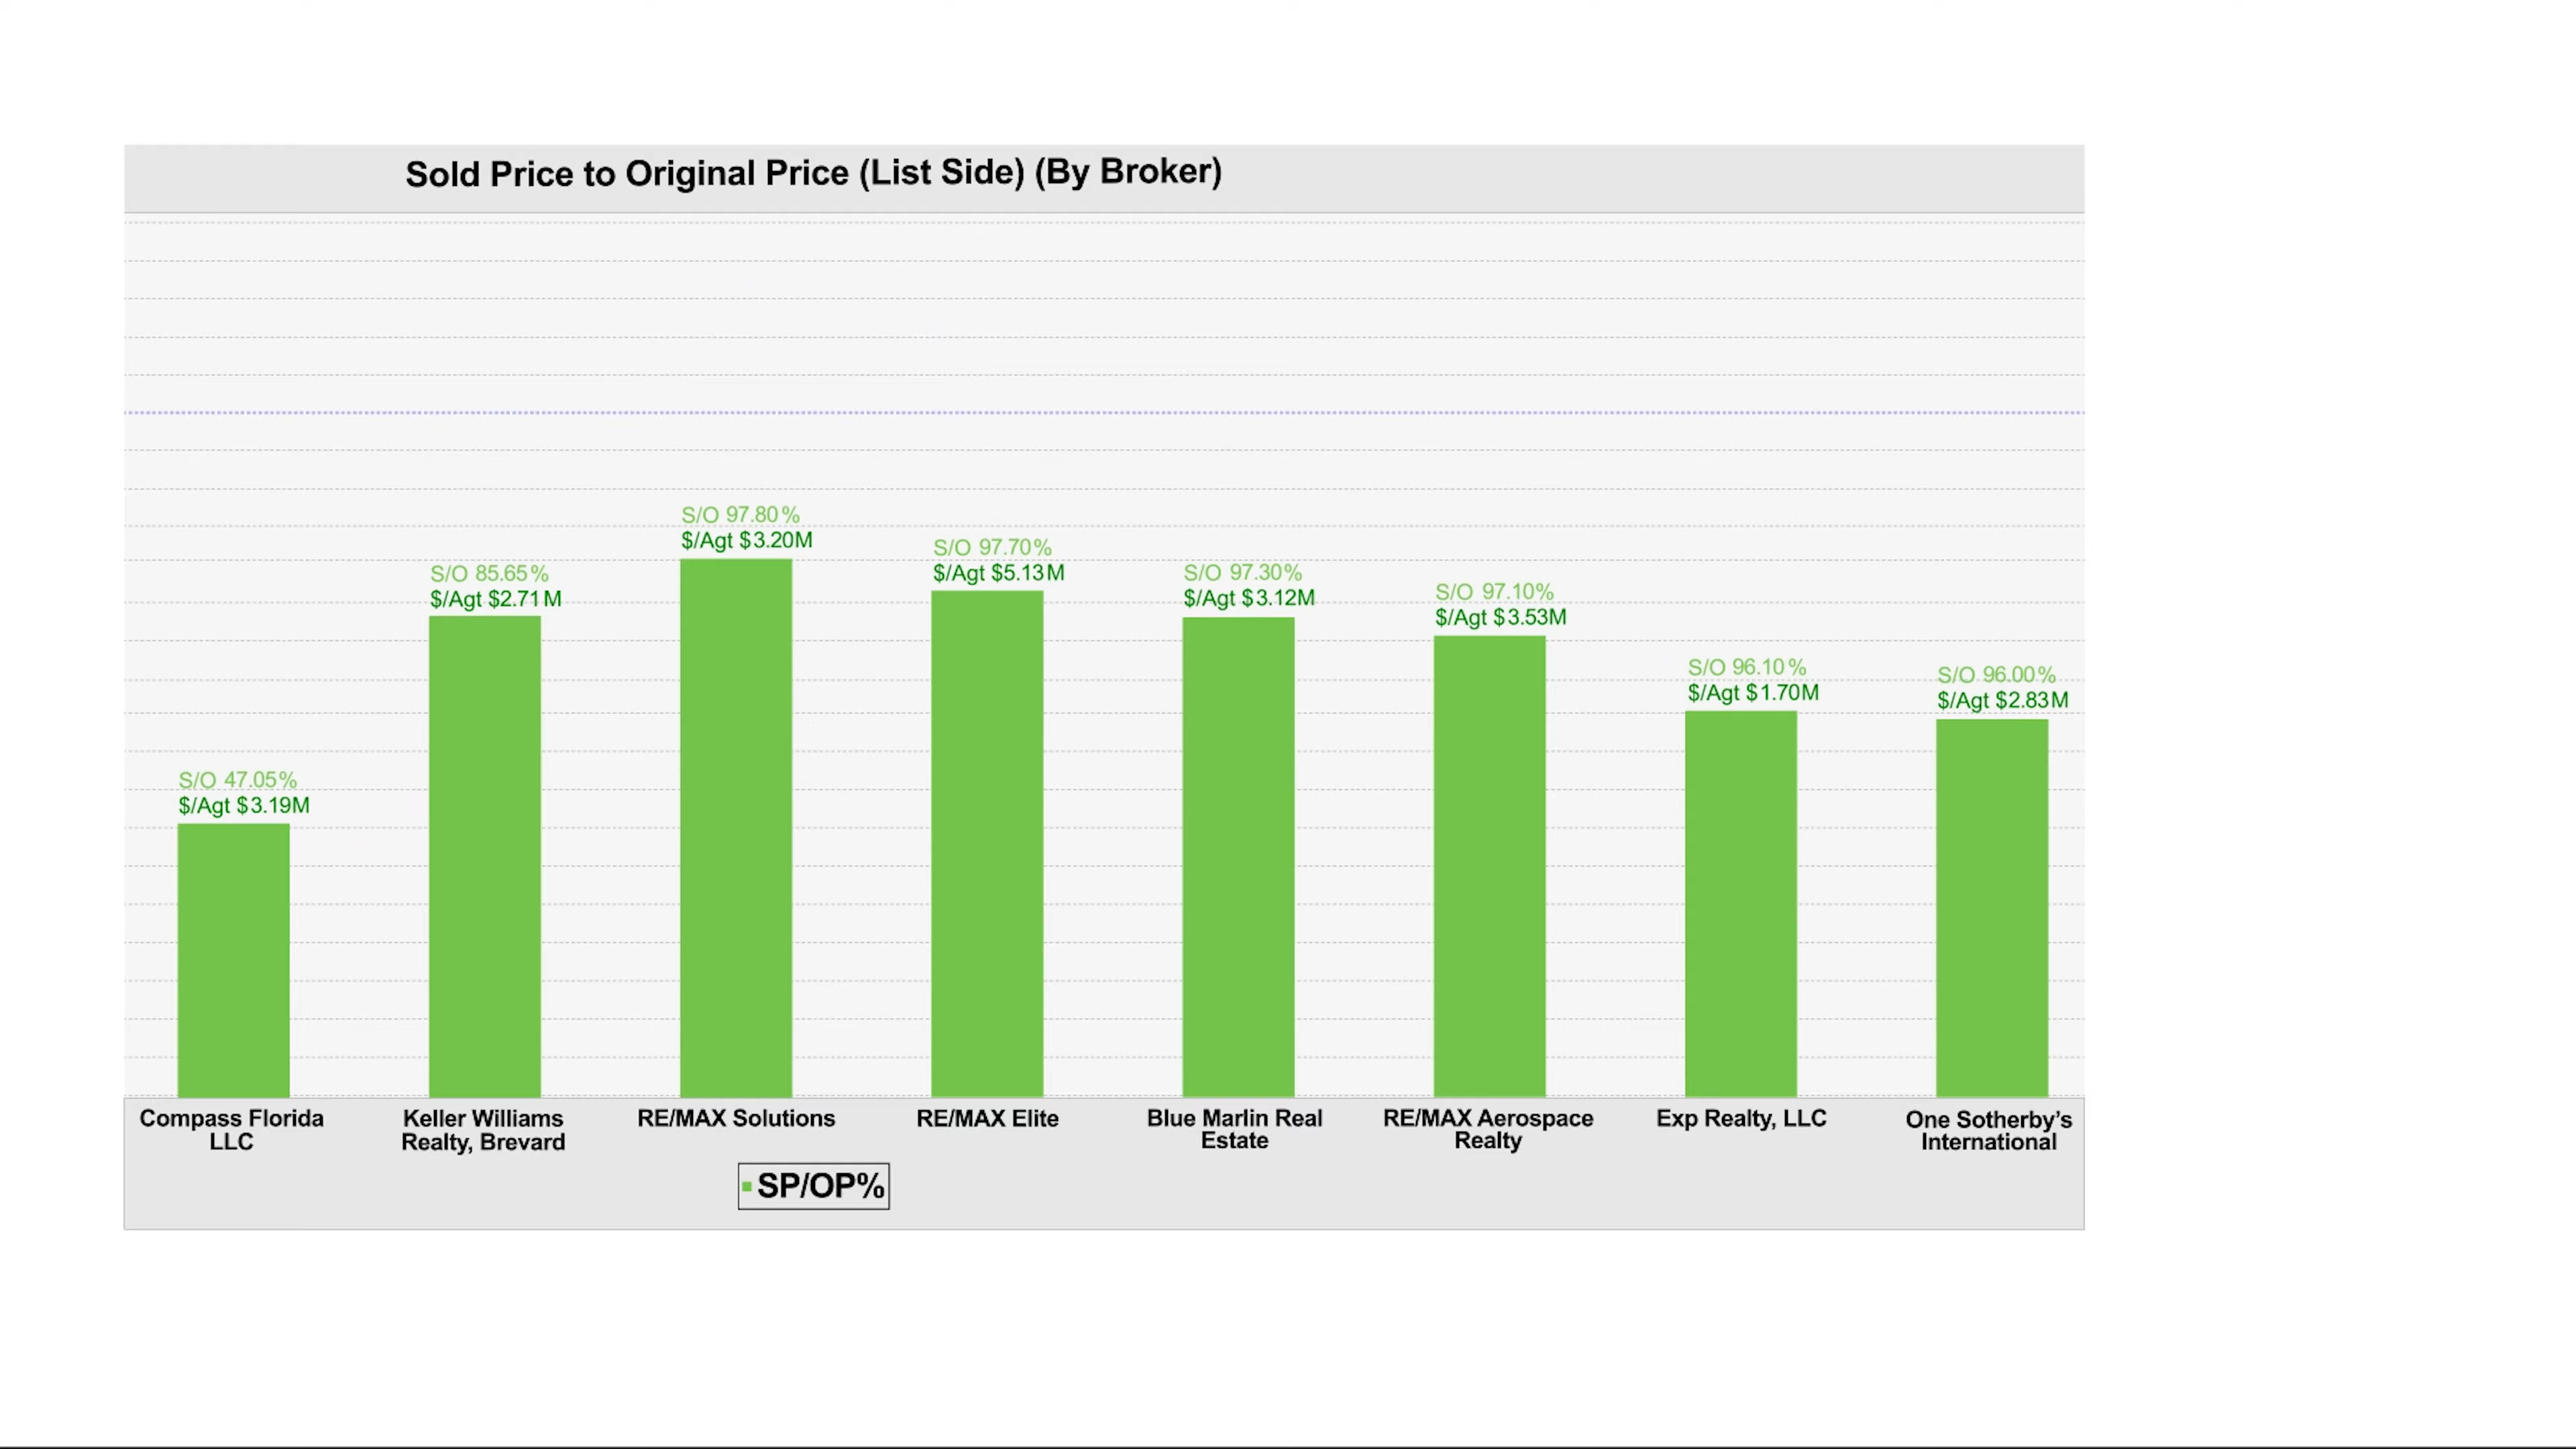 Sold Price to Original Price (List Side) (By Broker)
S/O 47.05%
$/Agt $3.19M
S/O 85.65%
$/Agt $2.71M
S/O 97.80%
$/Agt $3.20M
S/O 97.70%
$/Agt $5.13M
S/O 97.30%
$/Agt $3.12M
S/O 97.10%
$/Agt $3.53M
S/O 96.10%
$/Agt $1.70M
S/O 96.00%
$/Agt $2.83M
Compass Florida
LLC
Keller Williams
Realty, Brevard
RE/MAX Solutions
RE/MAX Elite
Blue Marlin Real
Estate
RE/MAX Aerospace
Realty
Exp Realty, LLC
One Sotherby’s
International
SP/OP%